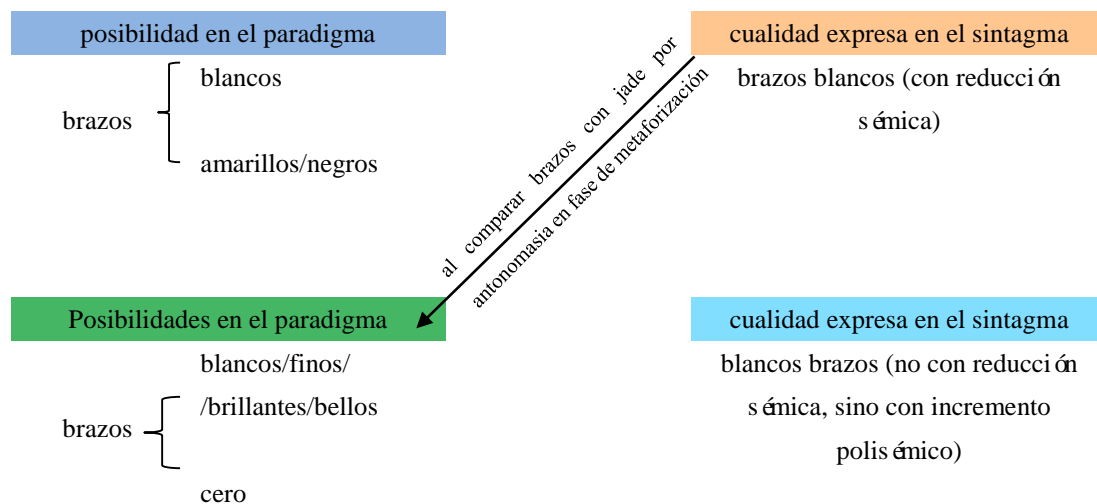 posibilidad en el paradigma
cualidad expresa en el sintagma
blancos
brazos
amarillos/negros
brazos blancos (con reducción
sémica)
al comparar brazos con jade por
antonomasia en fase de metaforización
Posibilidades en el paradigma
cualidad expresa en el sintagma
blancos/finos/
/brillantes/bellos
brazos
cero
blancos brazos (no con reducción
sémica, sino con incremento
polisémico)